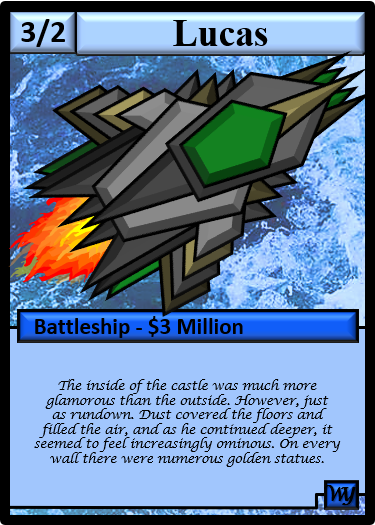 3/2
Lucas
Battleship - $3 Million
The inside of the castle was much more
glamorous than the outside. However, just
as rundown. Dust covered the floors and
filled the air, and as he continued deeper, it
seemed to feel increasingly ominous. On every
wall there were numerous golden statues.
WY